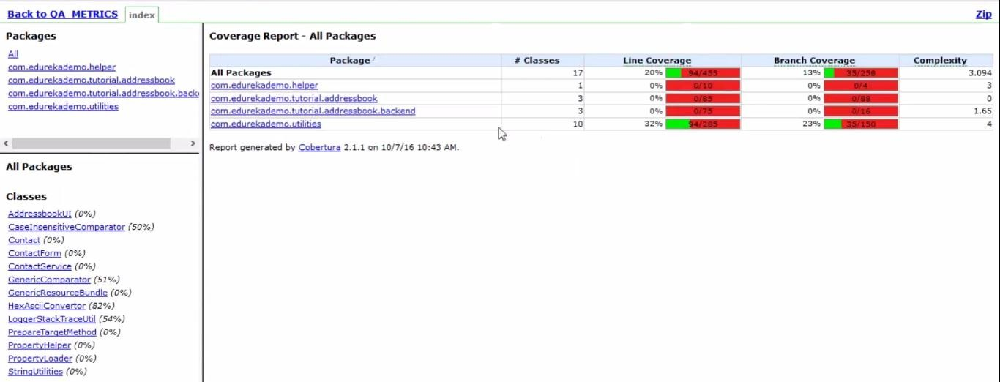 Back to QA_METRICS index Zip
Packages
All
com.edurekademo.helper
com.edurekademo.tutorial.addressbook
com.edurekademo.tutorial.addressbook.backe
com.edurekademo.utilities
All Packages
Classes
AddressbookUI (0%)
CaseInsensitiveComparator (50%)
Contact (0%)
ContactForm (0%)
ContactService (0%)
GenericComparator (51%)
GenericResourceBundle (0%)
HexAsciiConvertor (82%)
LoggerStackTraceUtil (54%)
PrepareTargetMethod (0%)
PropertyHelper (0%)
PropertyLoader (0%)
StringUtilities (0%)
Coverage Report - All Packages
Package # Classes Line Coverage Branch Coverage Complexity
All Packages 17 20% 94/455 13% 35/258 3.094
com.edurekademo.helper 1 0% 0/10 0% 0/4 3
com.edurekademo.tutorial.addressbook 3 0% 0/85 0% 0/88 0
com.edurekademo.tutorial.addressbook.backend 3 0% 0/75 0% 0/16 1.65
com.edurekademo.utilities 10 32% 94/285 23% 35/150 4
Report generated by Cobertura 2.1.1 on 10/7/16 10:43 AM.